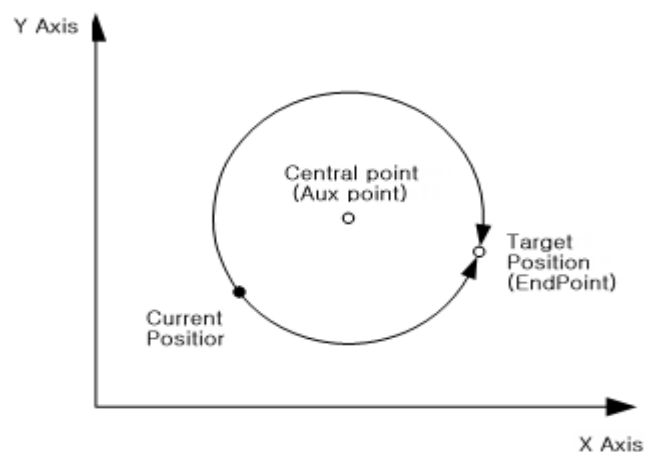 Y Axis
Central point
(Aux point)
Target
Position
(EndPoint)
Current
Positior
X Axis